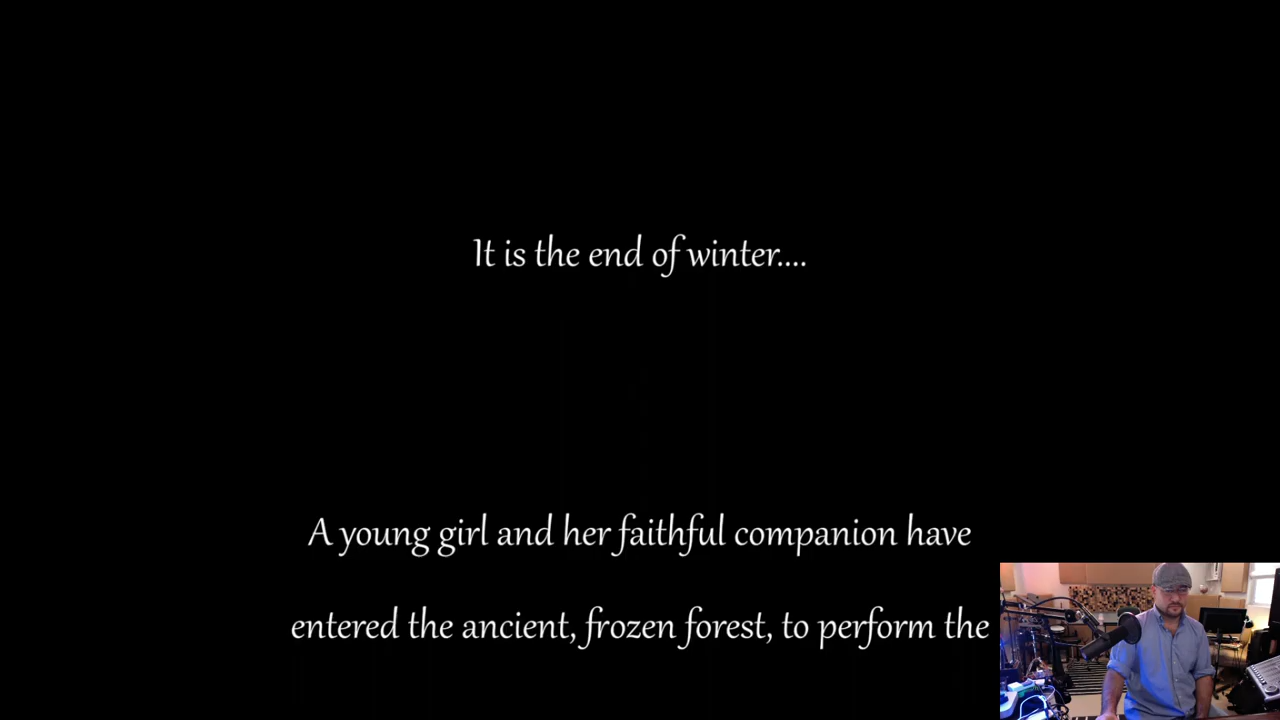 It is the end of winter....
A young girl and her faithful companion have
entered the ancient, frozen forest, to perform the